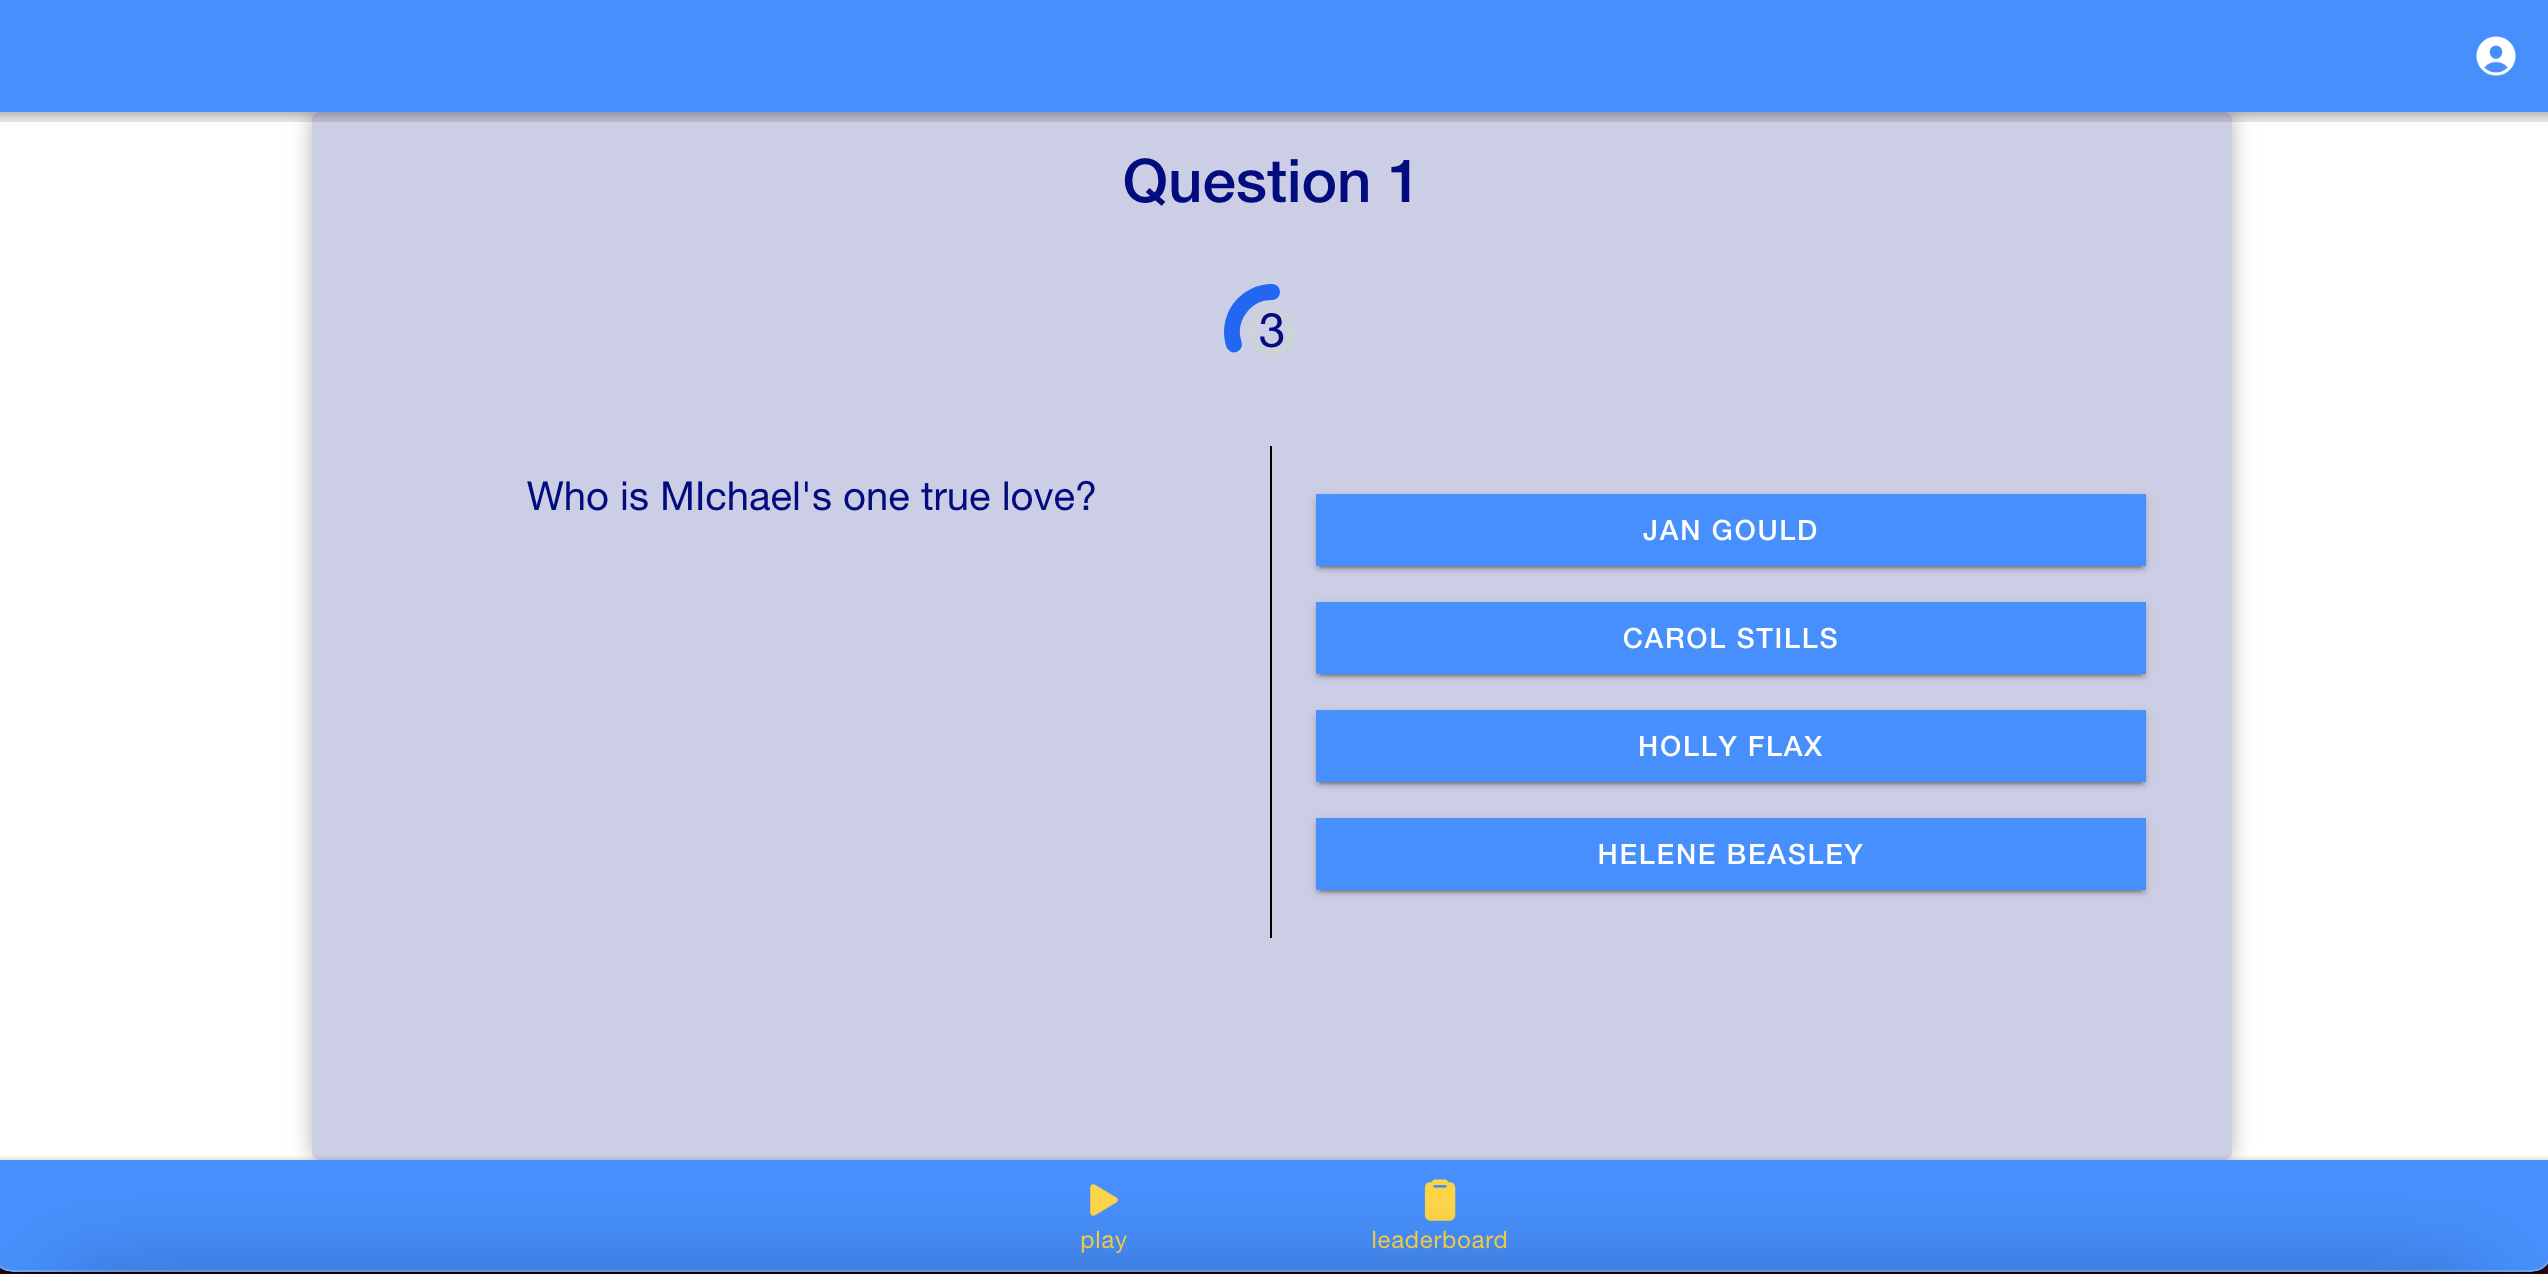 Question 1
3
Who is MIchael's one true love?
JAN GOULD
CAROL STILLS
HOLLY FLAX
HELENE BEASLEY
play
leaderboard